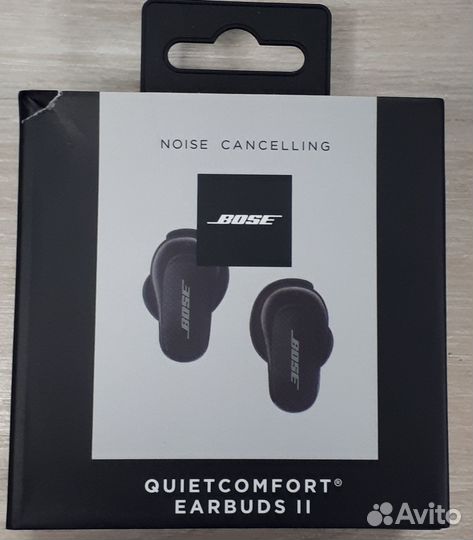 NOISE CANCELLING
BOSE
BOSE
BOSE
QUIETCOMFORT®
EARBUDS II
Avito